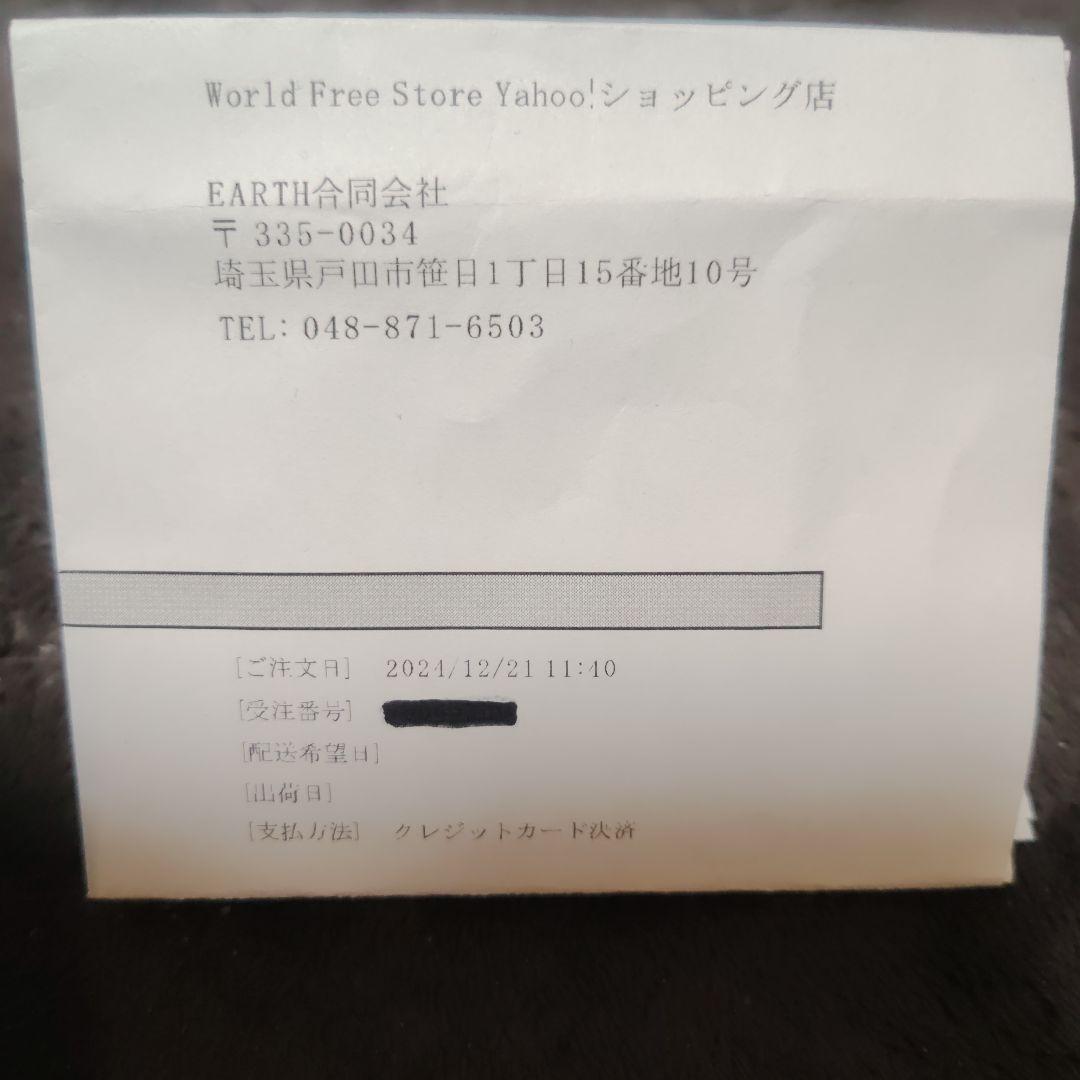 World Free Store Yahoo!ショッピング店
EARTH合同会社
〒 335-0034
埼玉県戸田市笹目1丁目15番地10号
TEL: 048-871-6503
[ご注文日] 2024/12/21 11:40
[受注番号]
[配送希望日]
[出荷日]
[支払方法] クレジットカード決済